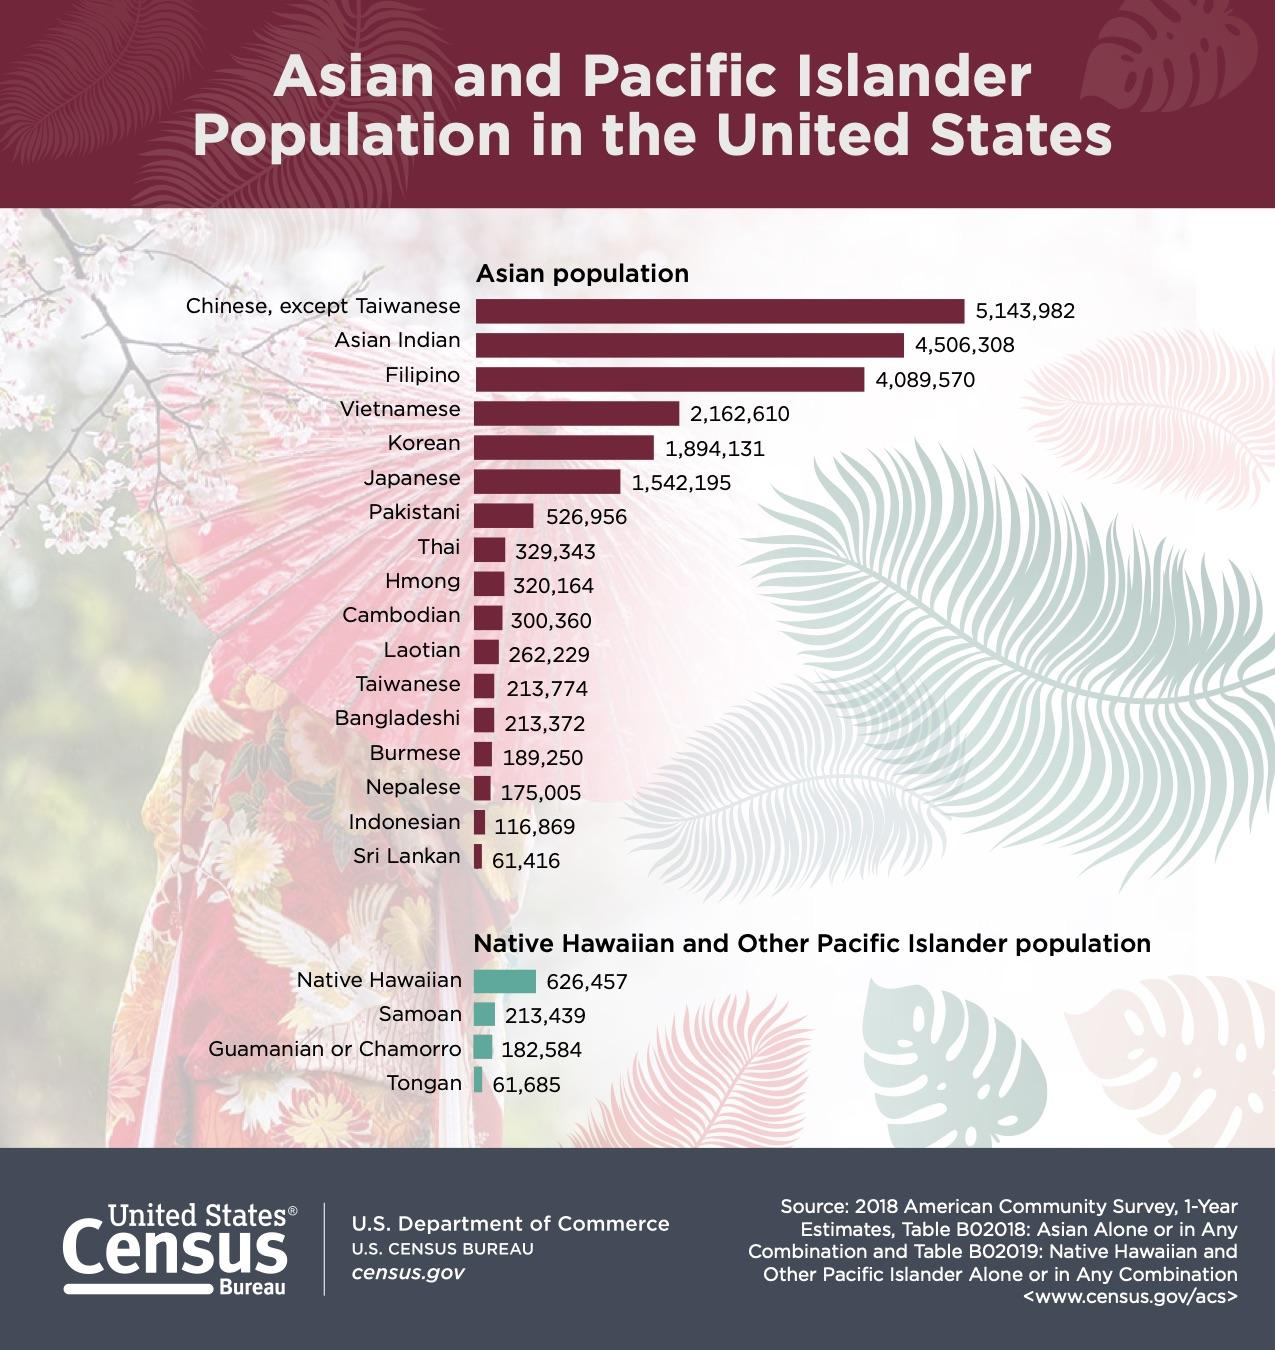 Asian and Pacific Islander
Population in the United States
Asian population
Chinese, except Taiwanese 5,143,982
Asian Indian 4,506,308
Filipino 4,089,570
Vietnamese 2,162,610
Korean 1,894,131
Japanese 1,542,195
Pakistani 526,956
Thai 329,343
Hmong 320,164
Cambodian 300,360
Laotian 262,229
Taiwanese 213,774
Bangladeshi 213,372
Burmese 189,250
Nepalese 175,005
Indonesian 116,869
Sri Lankan 61,416
Native Hawaiian and Other Pacific Islander population
Native Hawaiian 626,457
Samoan 213,439
Guamanian or Chamorro 182,584
Tongan 61,685
United States®
Census
Bureau
U.S. Department of Commerce
U.S. CENSUS BUREAU
census.gov
Source: 2018 American Community Survey, 1-Year
Estimates, Table B02018: Asian Alone or in Any
Combination and Table B02019: Native Hawaiian and
Other Pacific Islander Alone or in Any Combination
<www.census.gov/acs>